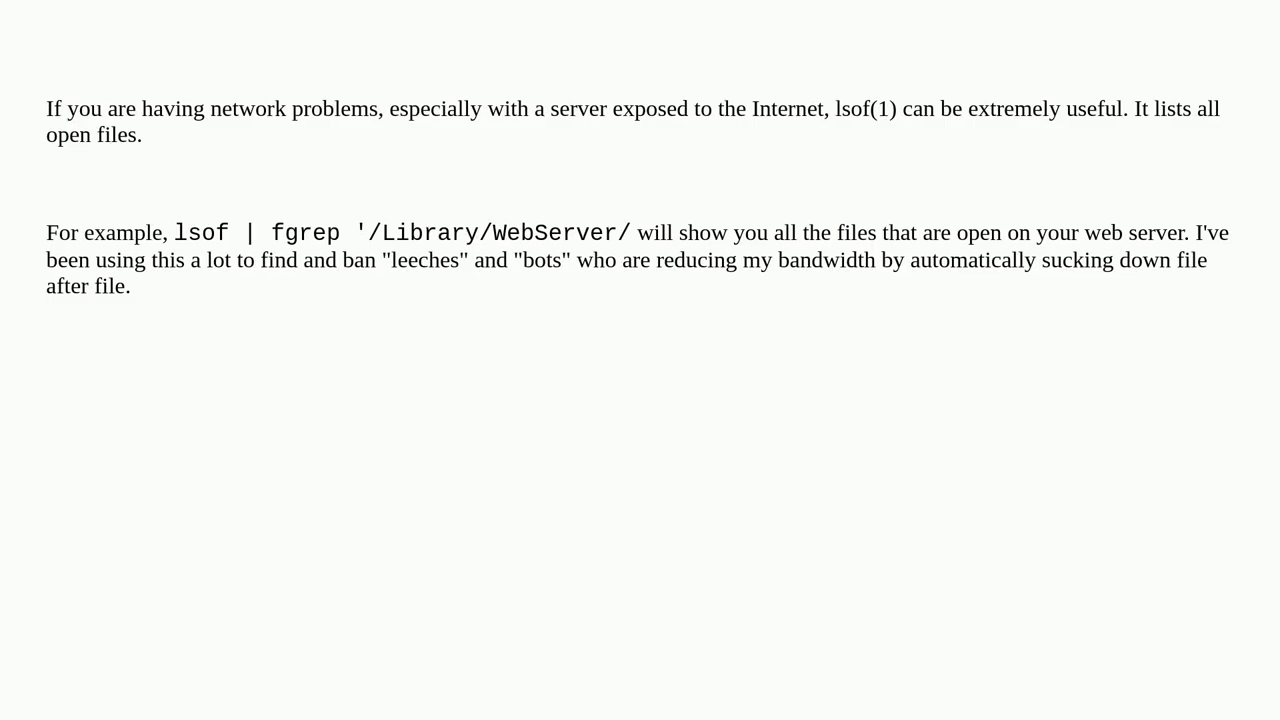 If you are having network problems, especially with a server exposed to the Internet, lsof(1) can be extremely useful. It lists all
open files.
For example, lsof | fgrep '/Library/WebServer/ will show you all the files that are open on your web server. I've
been using this a lot to find and ban "leeches" and "bots" who are reducing my bandwidth by automatically sucking down file
after file.